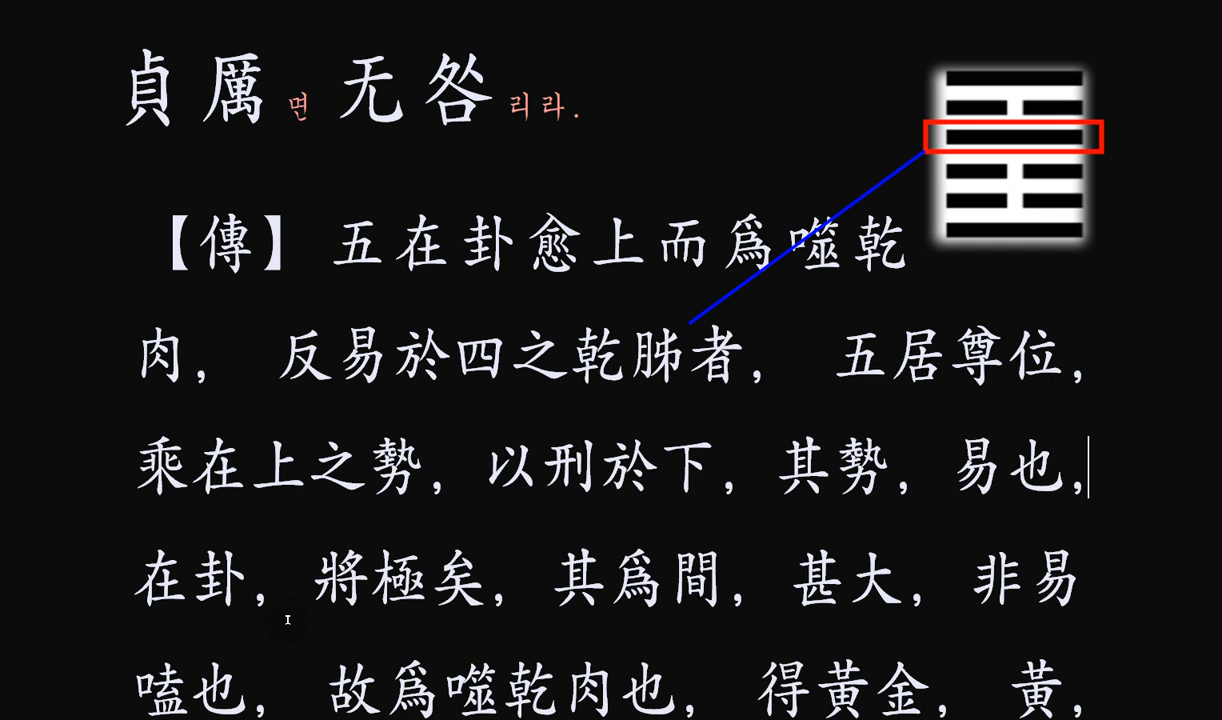 貞厲면 无咎리라.
【傳】 五在卦愈上而爲噬乾
肉, 反易於四之乾胏者, 五居尊位,
乘在上之勢, 以刑於下, 其勢, 易也,
在卦, 將極矣, 其爲間, 甚大, 非易
嗑也, 故爲噬乾肉也, 得黃金, 黃,